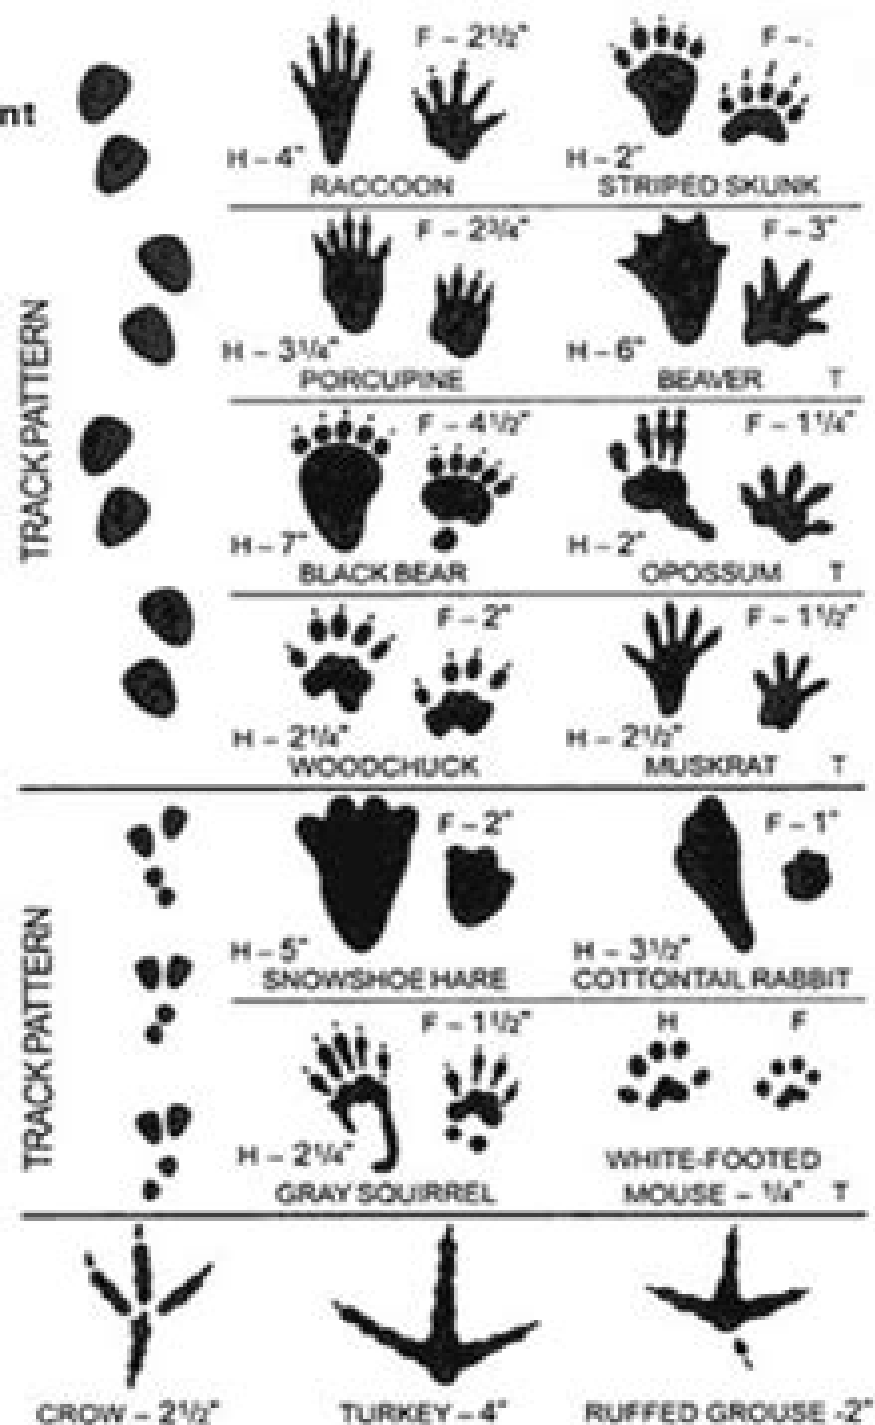 nt
F – 2½"
F –.
H – 4"
H – 2"
RACCOON
STRIPED SKUNK
TRACK PATTERN
F – 2¾"
F – 3"
H – 3¼"
H – 6"
PORCUPINE
BEAVER T
F – 4½"
F – 1¼"
H – 7"
H – 2"
BLACK BEAR
OPOSSUM T
F – 2"
F – 1½"
H – 2¼"
H – 2½"
WOODCHUCK
MUSKRAT T
TRACK PATTERN
F – 2"
F – 1"
H – 5"
H – 3½"
SNOWSHOE HARE
COTTONTAIL RABBIT
F – 1½"
H F
H – 2¼"
GRAY SQUIRREL
WHITE-FOOTED
MOUSE – ¼" T
CROW – 2½"
TURKEY – 4"
RUFFED GROUSE -2"